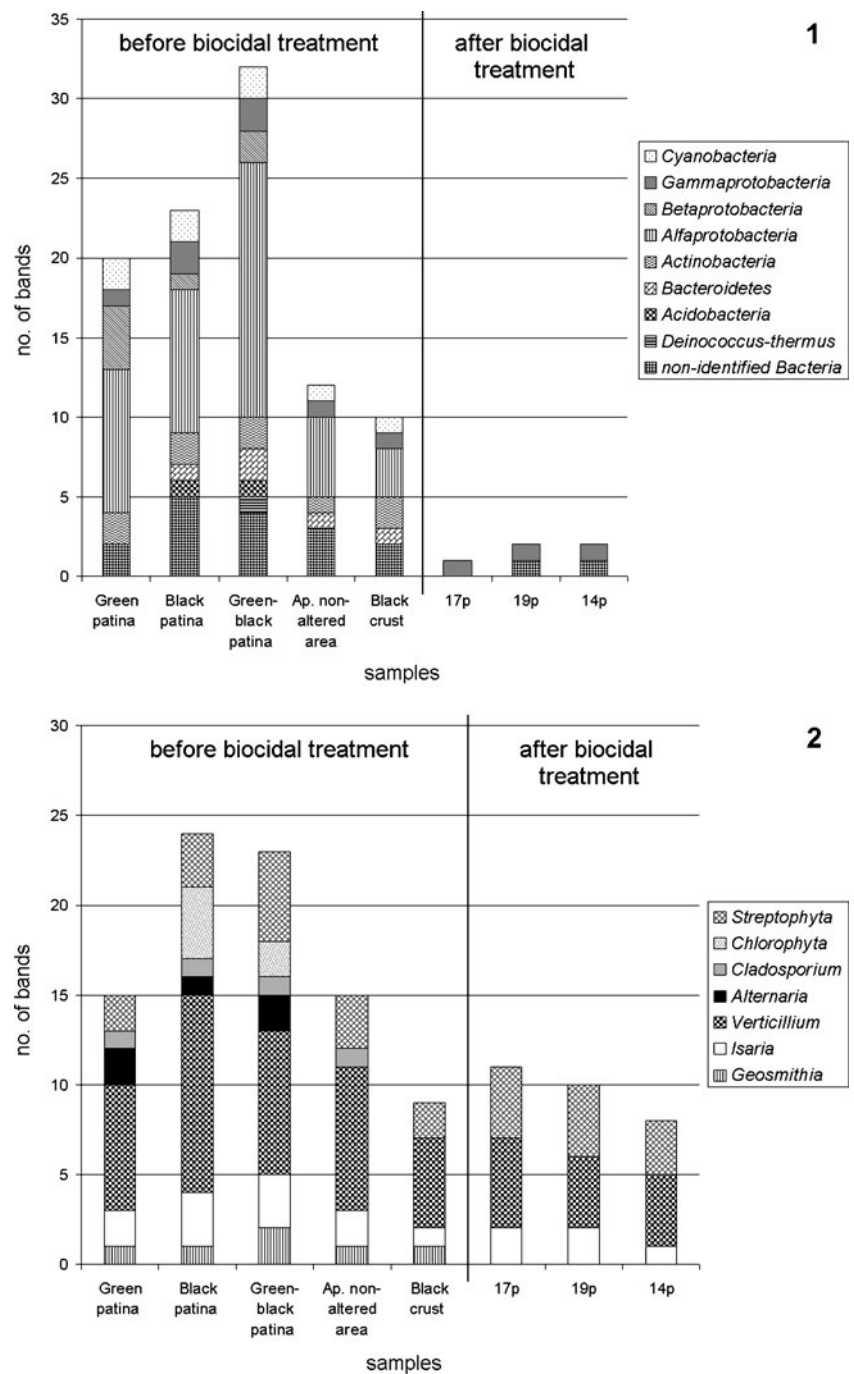 1
before biocidal treatment
after biocidal
treatment
35
30
25
20
15
10
5
0
no. of bands
Green
patina
Black
patina
Green-
black
patina
Ap. non-
altered
area
Black
crust
17p
19p
14p
samples
Cyanobacteria
Gammaprotobacteria
Betaprotobacteria
Alfaprotobacteria
Actinobacteria
Bacteroidetes
Acidobacteria
Deinococcus-thermus
non-identified Bacteria
2
before biocidal treatment
after biocidal
treatment
30
25
20
15
10
5
0
no. of bands
Green
patina
Black
patina
Green-
black
patina
Ap. non-
altered
area
Black
crust
17p
19p
14p
samples
Streptophyta
Chlorophyta
Cladosporium
Alternaria
Verticillium
Isaria
Geosmithia